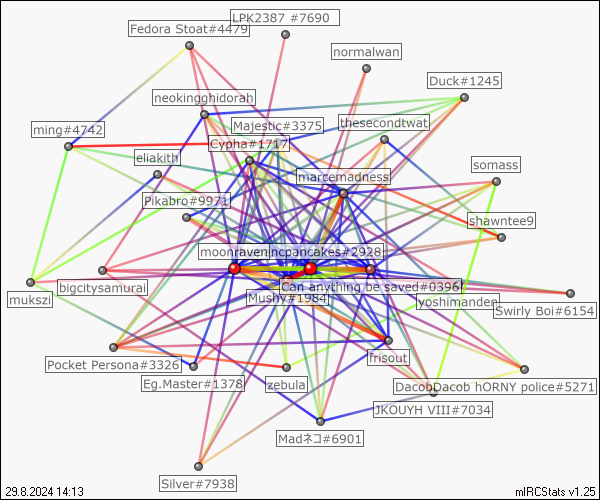 LPK2387 #7690
Fedora Stoat#4479
normalwan
Duck#1245
neokingghidorah
Majestic#3375
thesecondtwat
ming#4742
Cypha#1717
eliakith
somass
marcemadness
Pikabro#9971
shawntee9
moonraven
ncpancakes#2928
bigcitysamurai
Can anything be saved#0396
mukszi
Mushy#1984
yoshimanden
Swirly Boi#6154
frisout
Pocket Persona#3326
Eg.Master#1378
zebula
DacobDacob hORNY police#5271
JKOUYH VIII#7034
Madネコ#6901
Silver#7938
29.8.2024 14:13
mIRCStats v1.25